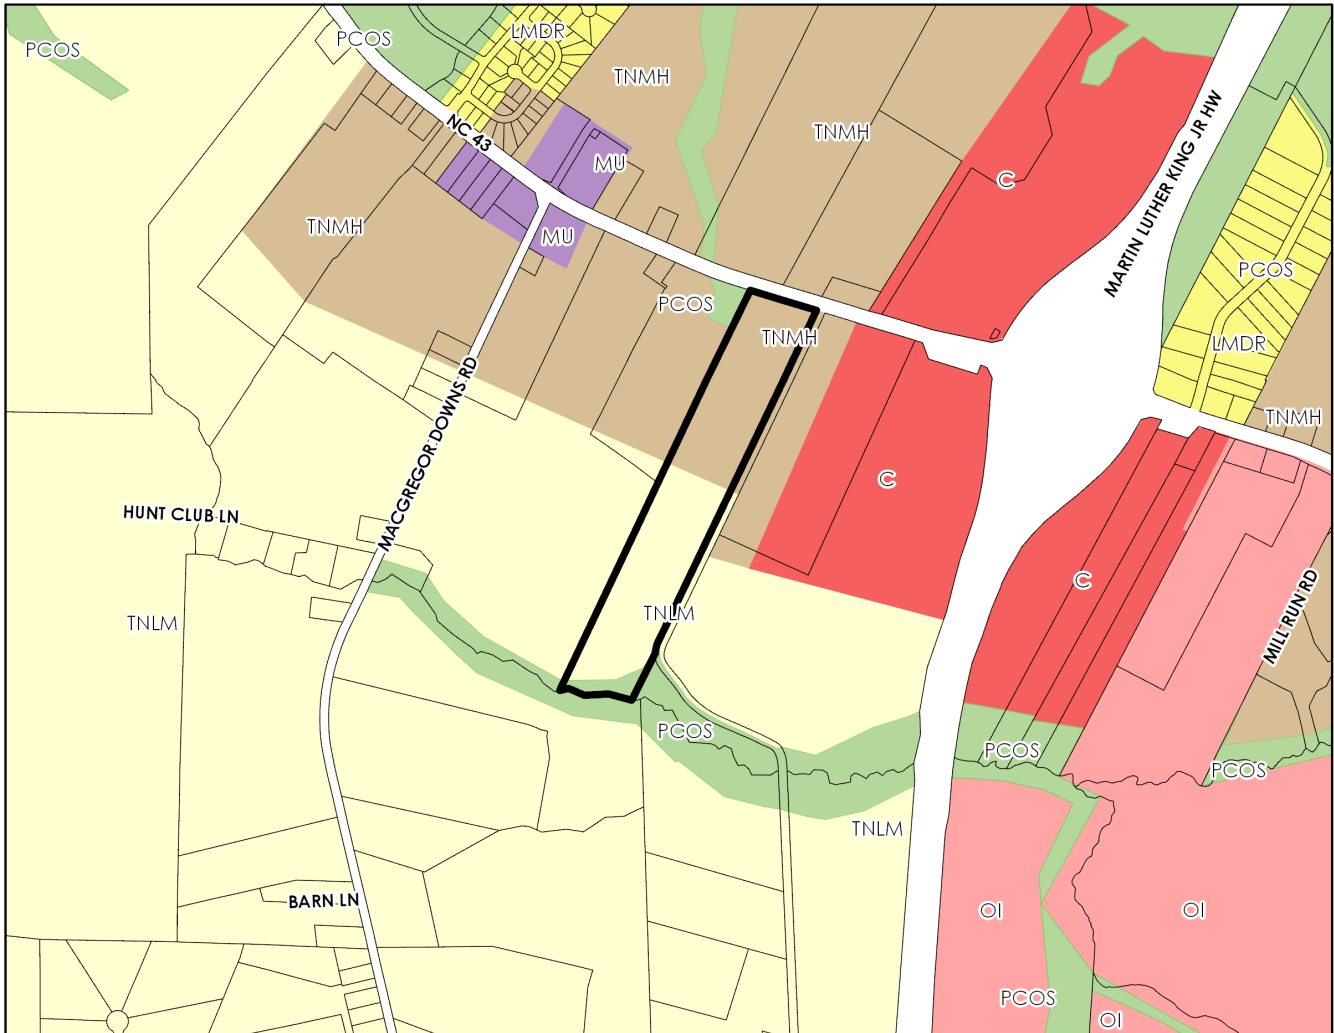 LMDR
PCOS
PCOS
TNMH
NC 43
TNMH
MARTIN LUTHER KING JR HW
MU
C
TNMH
MU
PCOS
PCOS
TNMH
LMDR
MACGREGOR DOWNS RD
TNMH
C
HUNT CLUB LN
C
TNLM
TNLM
MILL RUN RD
PCOS
PCOS
PCOS
TNLM
BARN LN
OI
OI
PCOS
OI